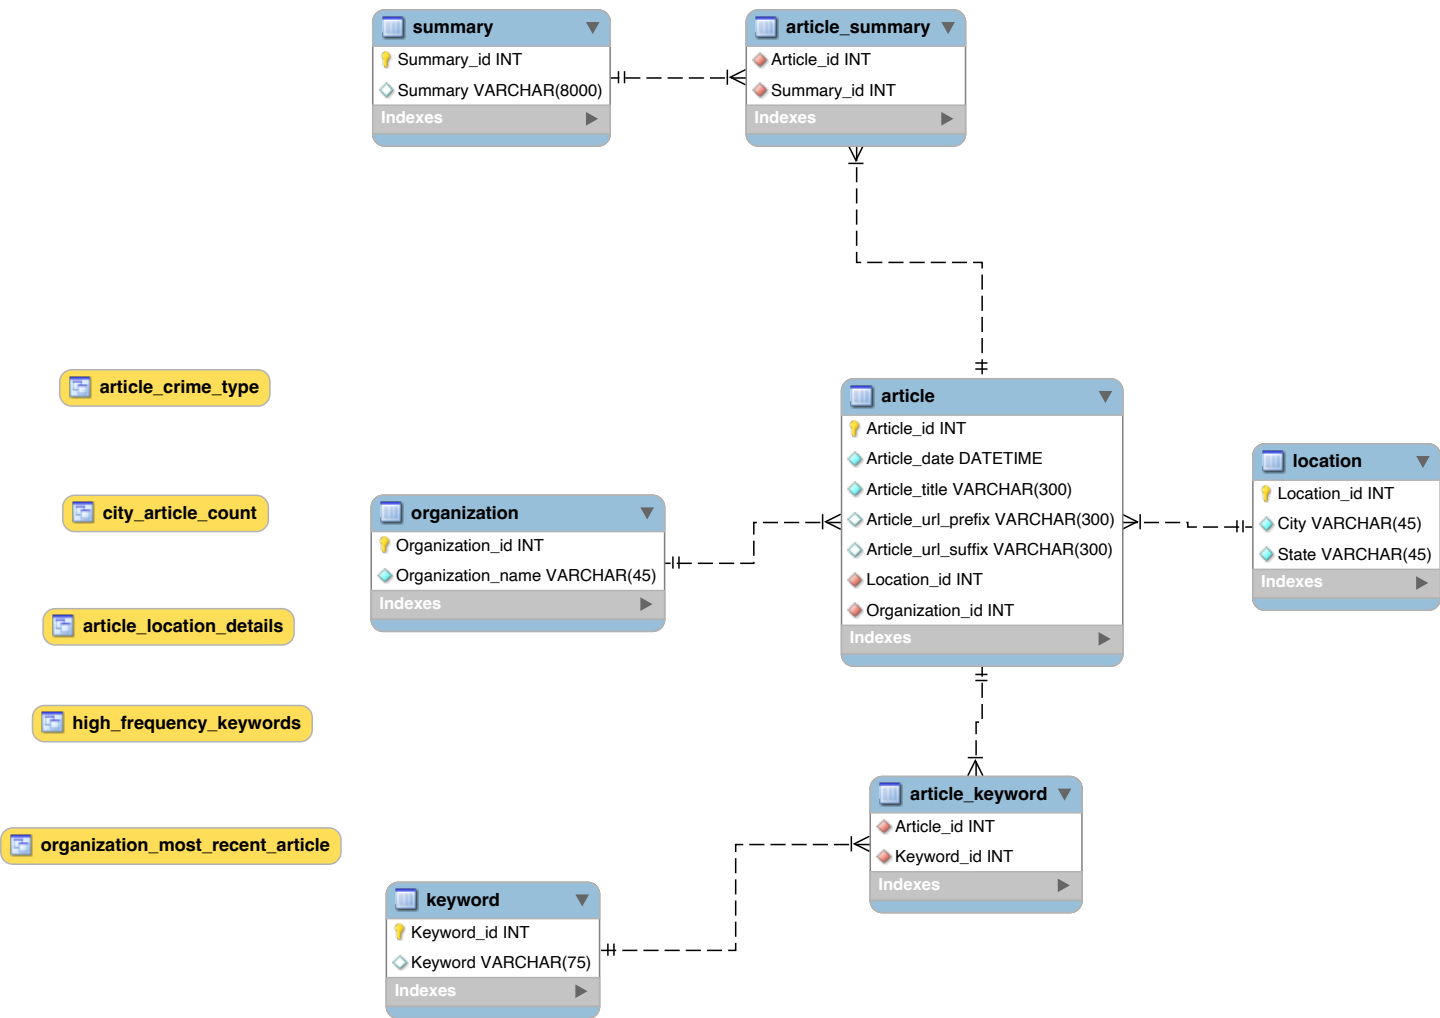 summary
Summary_id INT
Summary VARCHAR(8000)
Indexes
article_summary
Article_id INT
Summary_id INT
Indexes
article_crime_type
city_article_count
article_location_details
high_frequency_keywords
organization_most_recent_article
organization
Organization_id INT
Organization_name VARCHAR(45)
Indexes
article
Article_id INT
Article_date DATETIME
Article_title VARCHAR(300)
Article_url_prefix VARCHAR(300)
Article_url_suffix VARCHAR(300)
Location_id INT
Organization_id INT
Indexes
location
Location_id INT
City VARCHAR(45)
State VARCHAR(45)
Indexes
article_keyword
Article_id INT
Keyword_id INT
Indexes
keyword
Keyword_id INT
Keyword VARCHAR(75)
Indexes